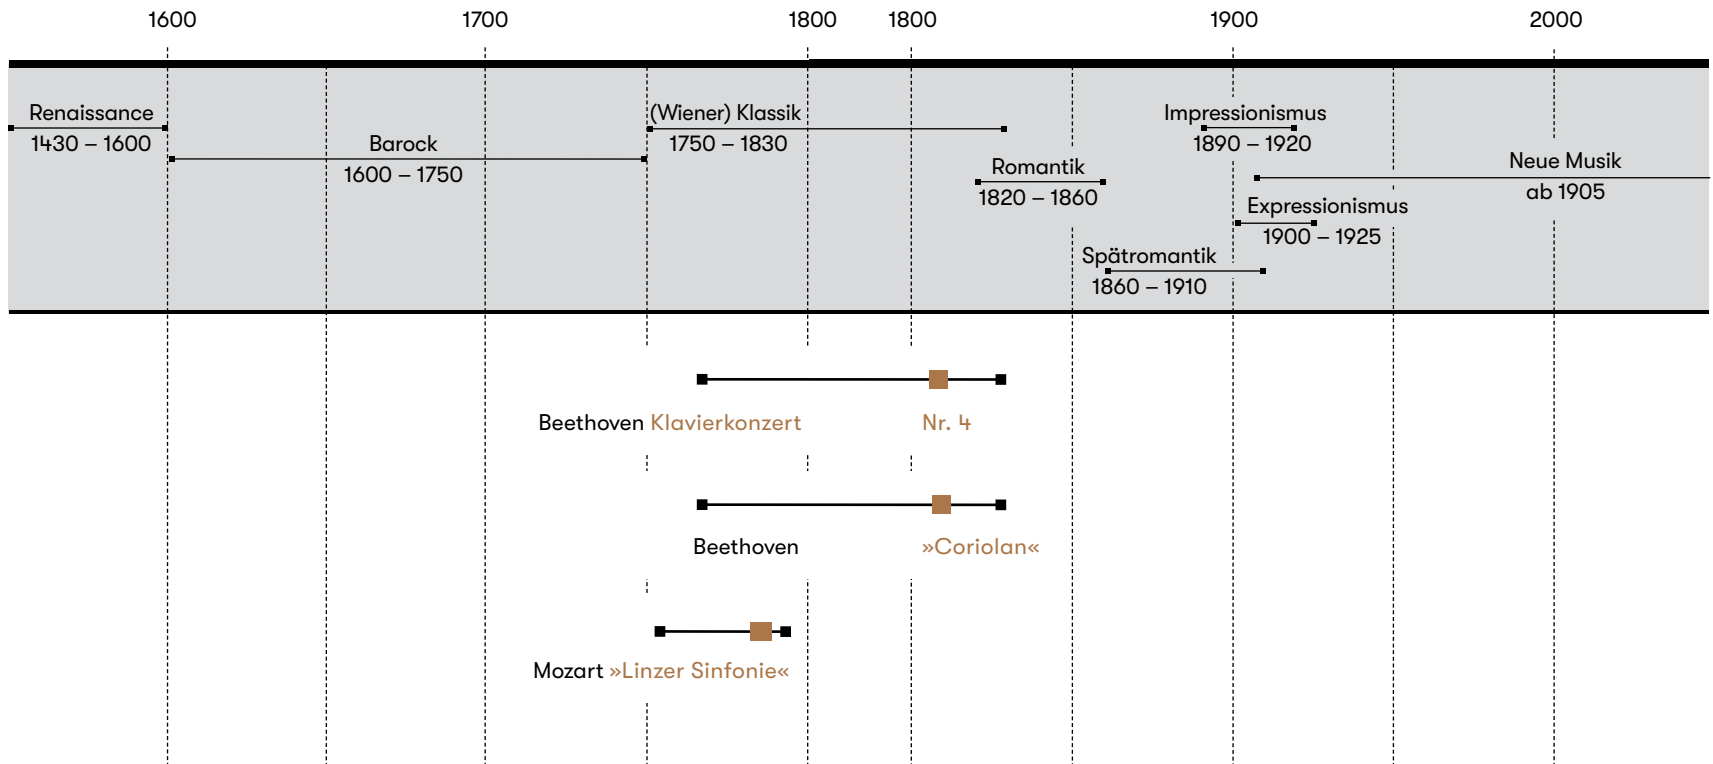 1600 1700 1800 1800 1900 2000
Renaissance
1430 – 1600
Barock
1600 – 1750
(Wiener) Klassik
1750 – 1830
Romantik
1820 – 1860
Spätromantik
1860 – 1910
Impressionismus
1890 – 1920
Expressionismus
1900 – 1925
Neue Musik
ab 1905
Beethoven Klavierkonzert Nr. 4
Beethoven »Coriolan«
Mozart »Linzer Sinfonie«